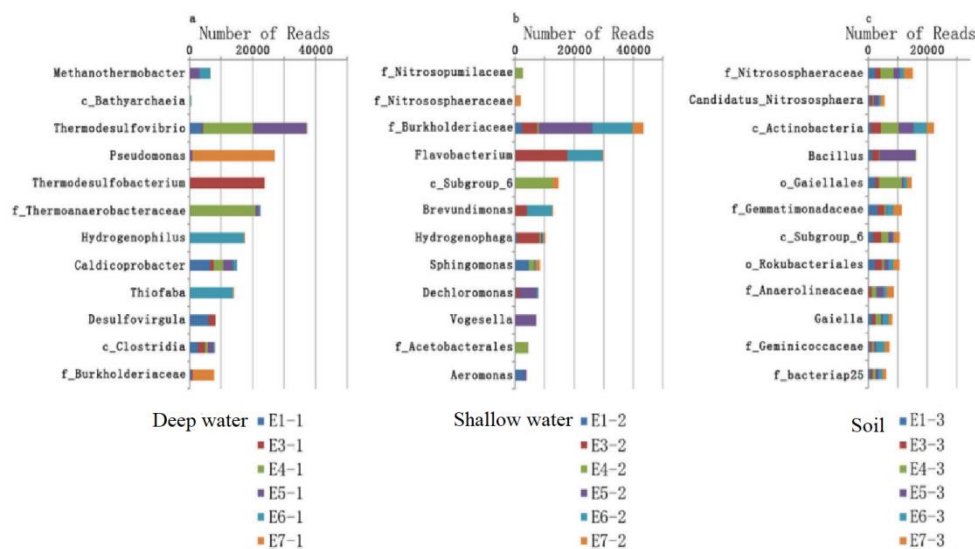 a
Number of Reads
0 20000 40000
Methanothermobacter
c_Bathyarchaeia
Thermodesulfovibrio
Pseudomonas
Thermodesulfobacterium
f_Thermoanaerobacteraceae
Hydrogenophilus
Caldicoprobacter
Thiofaba
Desulfovirgula
c_Clostridia
f_Burkholderiaceae
Deep water
E1-1
E3-1
E4-1
E5-1
E6-1
E7-1
b
Number of Reads
0 20000 40000
f_Nitrosopumilaceae
f_Nitrososphaeraceae
f_Burkholderiaceae
Flavobacterium
c_Subgroup_6
Brevundimonas
Hydrogenophaga
Sphingomonas
Dechloromonas
Vogesella
f_Acetobacterales
Aeromonas
Shallow water
E1-2
E3-2
E4-2
E5-2
E6-2
E7-2
c
Number of Reads
0 20000
f_Nitrososphaeraceae
Candidatus_Nitrososphaera
c_Actinobacteria
Bacillus
o_Gaiellales
f_Gemmatimonadaceae
c_Subgroup_6
o_Rokubacteriales
f_Anaerolineaceae
Gaiella
f_Geminicoccaceae
f_bacteriap25
Soil
E1-3
E3-3
E4-3
E5-3
E6-3
E7-3